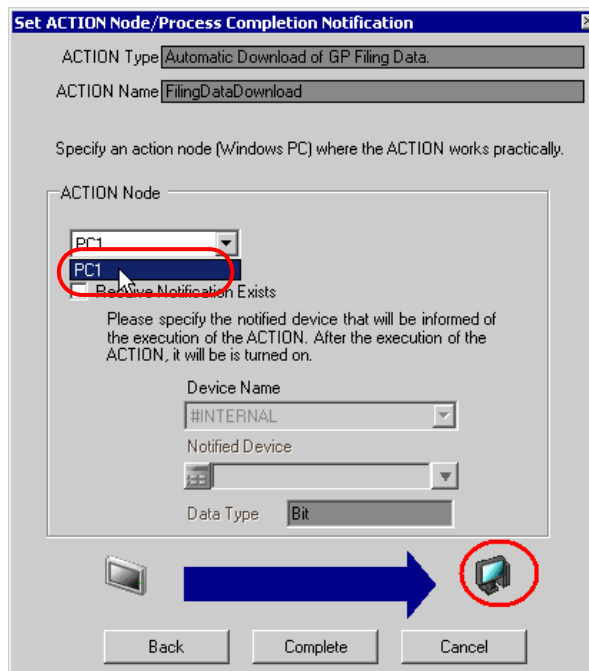 Set ACTION Node/Process Completion Notification
ACTION Type Automatic Download of GP Filing Data.
ACTION Name FilingDataDownload
Specify an action node (Windows PC) where the ACTION works practically.
ACTION Node
PC1
PC1
Receive Notification Exists
Please specify the notified device that will be informed of
the execution of the ACTION. After the execution of the
ACTION, it will be is turned on.
Device Name
#INTERNAL
Notified Device
Data Type Bit
Back Complete Cancel